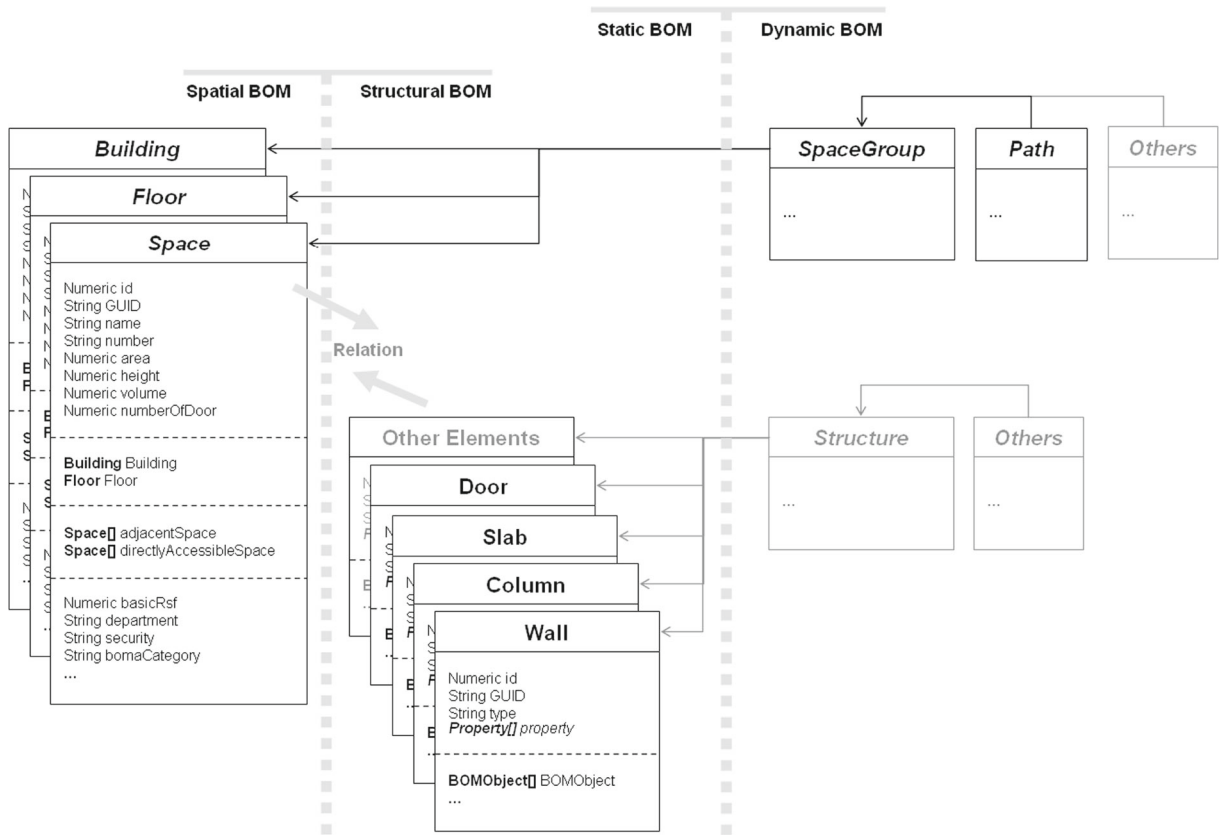 Static BOM
Dynamic BOM
Spatial BOM
Structural BOM
Building
Floor
Space
Numeric id
String GUID
String name
String number
Numeric area
Numeric height
Numeric volume
Numeric numberOfDoor
Building Building
Floor Floor
Space[] adjacentSpace
Space[] directlyAccessibleSpace
Numeric basicRsf
String department
String security
String bomaCategory
...
Relation
SpaceGroup
...
Path
...
Others
...
Other Elements
Door
Slab
Column
Wall
Numeric id
String GUID
String type
Property[] property
BOMObject[] BOMObject
...
Structure
...
Others
...